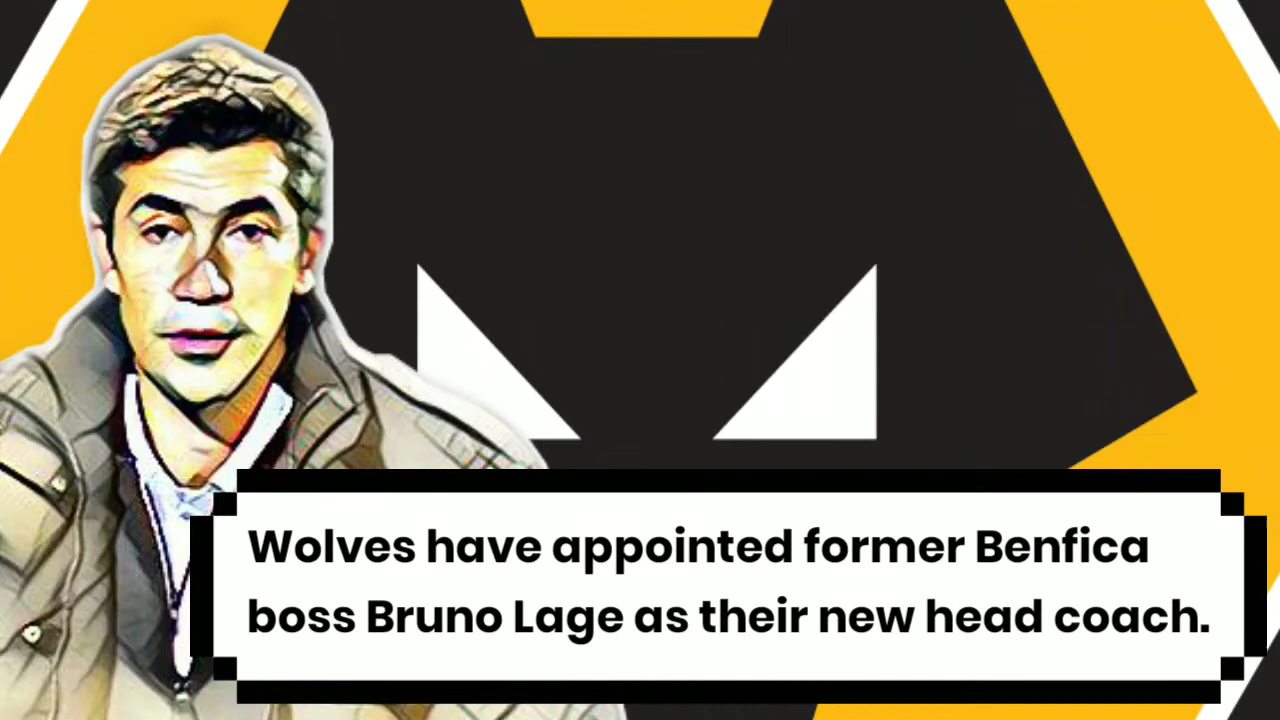 Wolves have appointed former Benfica
boss Bruno Lage as their new head coach.